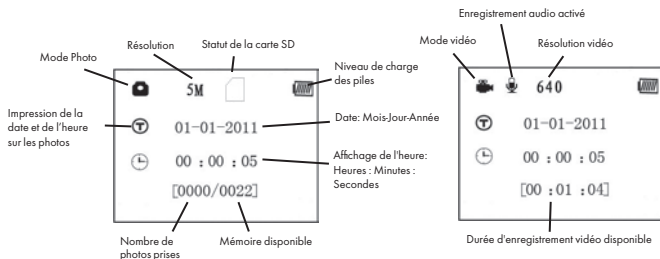 Mode Photo
Résolution
Statut de la carte SD
Niveau de charge
des piles
5M
Impression de la
date et de l'heure
sur les photos
T
01-01-2011
Date: Mois-Jour-Année
00 : 00 : 05
Affichage de l'heure:
Heures : Minutes :
Secondes
[0000/0022]
Nombre de
photos prises
Mémoire disponible
Enregistrement audio activé
Mode vidéo
Résolution vidéo
640
T
01-01-2011
00 : 00 : 05
[00 :01 :04]
Durée d'enregistrement vidéo disponible